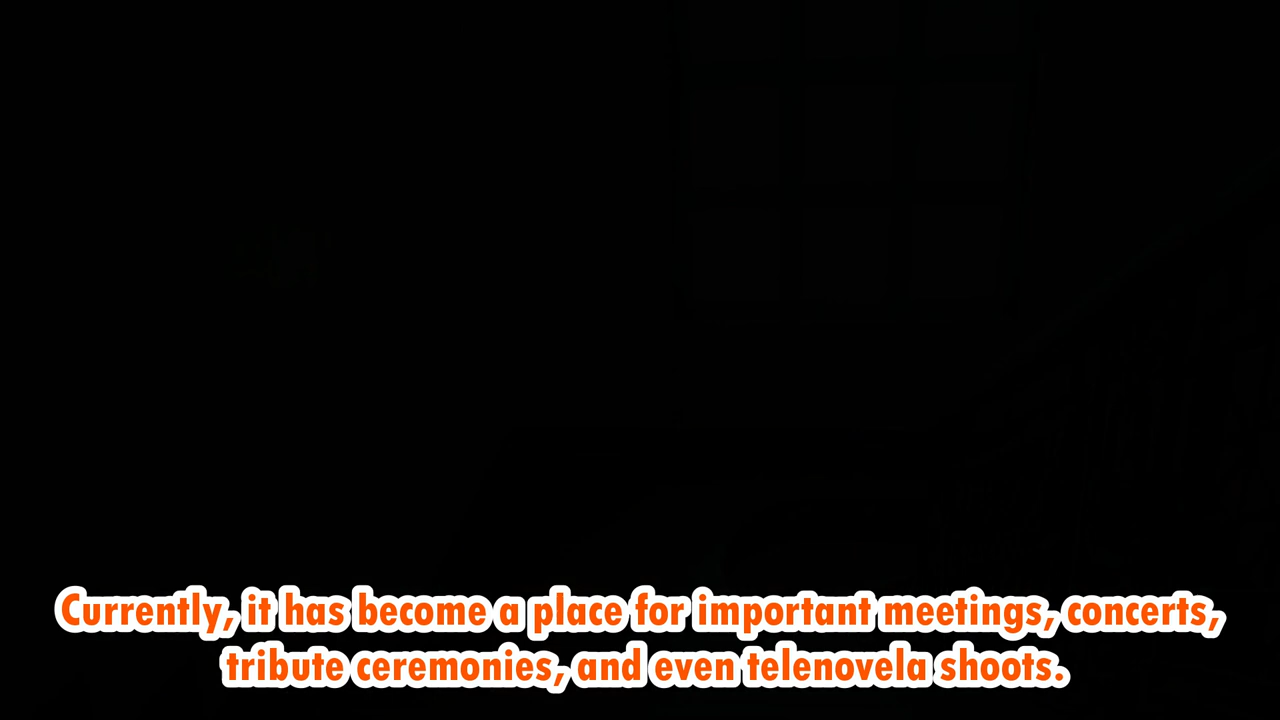 Currently, it has become a place for important meetings, concerts,
tribute ceremonies, and even telenovela shoots.